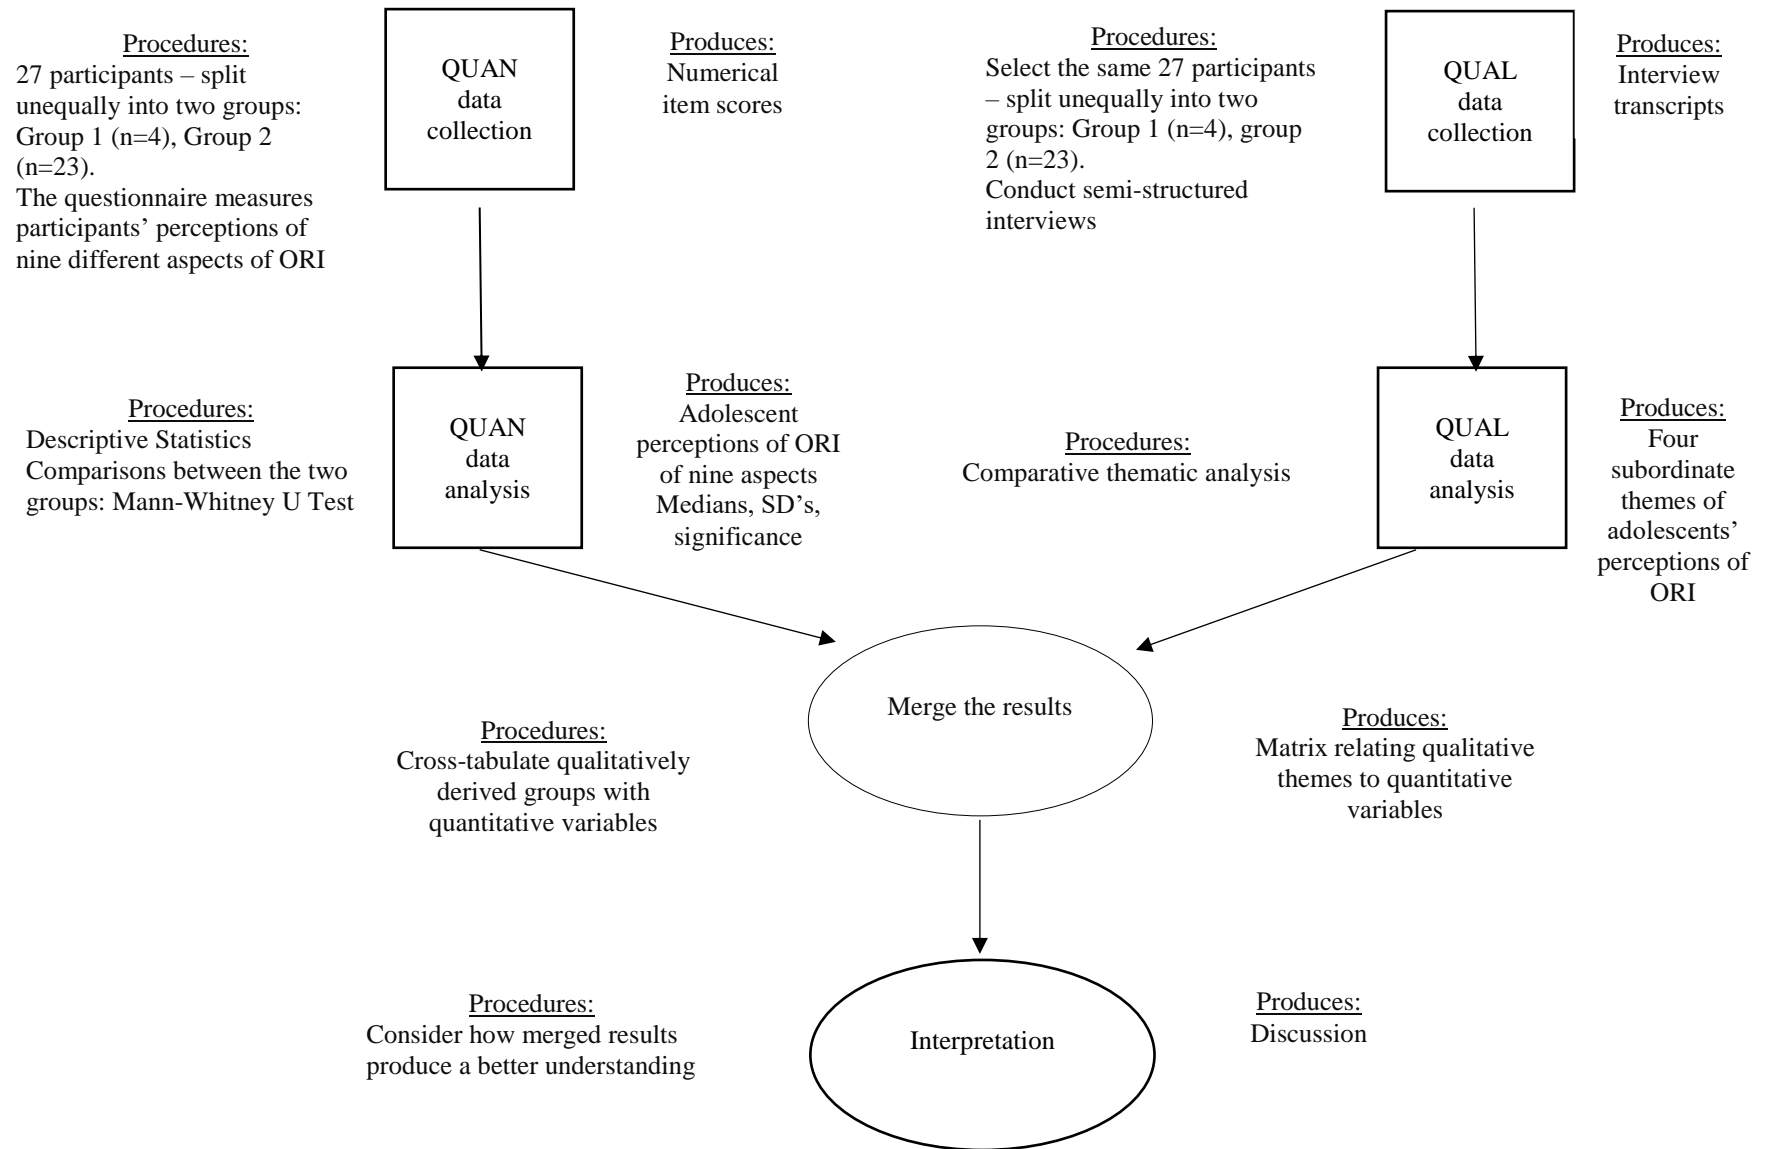 Procedures:
27 participants – split
unequally into two groups:
Group 1 (n=4), Group 2
(n=23).
The questionnaire measures
participants’ perceptions of
nine different aspects of ORI
QUAN
data
collection
Produces:
Numerical
item scores
Procedures:
Select the same 27 participants
– split unequally into two
groups: Group 1 (n=4), group
2 (n=23).
Conduct semi-structured
interviews
QUAL
data
collection
Produces:
Interview
transcripts
Procedures:
Descriptive Statistics
Comparisons between the two
groups: Mann-Whitney U Test
QUAN
data
analysis
Produces:
Adolescent
perceptions of ORI
of nine aspects
Medians, SD’s,
significance
Procedures:
Comparative thematic analysis
QUAL
data
analysis
Produces:
Four
subordinate
themes of
adolescents’
perceptions of
ORI
Procedures:
Cross-tabulate qualitatively
derived groups with
quantitative variables
Merge the results
Produces:
Matrix relating qualitative
themes to quantitative
variables
Procedures:
Consider how merged results
produce a better understanding
Interpretation
Produces:
Discussion